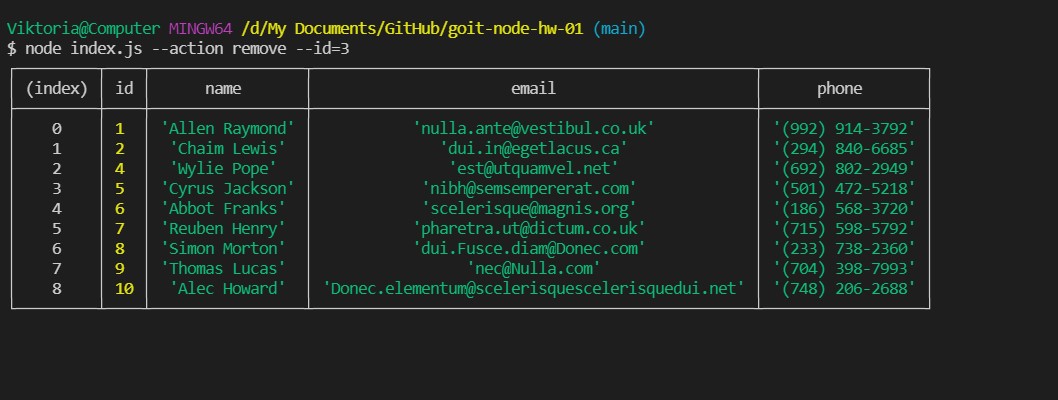 Viktoria@Computer MINGW64 /d/My Documents/GitHub/goit-node-hw-01 (main)
$ node index.js --action remove --id=3
(index) id name email phone
0 1 'Allen Raymond' 'nulla.ante@vestibul.co.uk' '(992) 914-3792'
1 2 'Chaim Lewis' 'dui.in@egetlacus.ca' '(294) 840-6685'
2 4 'Wylie Pope' 'est@utquamvel.net' '(692) 802-2949'
3 5 'Cyrus Jackson' 'nibh@semsempererat.com' '(501) 472-5218'
4 6 'Abbot Franks' 'scelerisque@magnis.org' '(186) 568-3720'
5 7 'Reuben Henry' 'pharetra.ut@dictum.co.uk' '(715) 598-5792'
6 8 'Simon Morton' 'dui.Fusce.diam@Donec.com' '(233) 738-2360'
7 9 'Thomas Lucas' 'nec@Nulla.com' '(704) 398-7993'
8 10 'Alec Howard' 'Donec.elementum@scelerisquescelerisquedui.net' '(748) 206-2688'